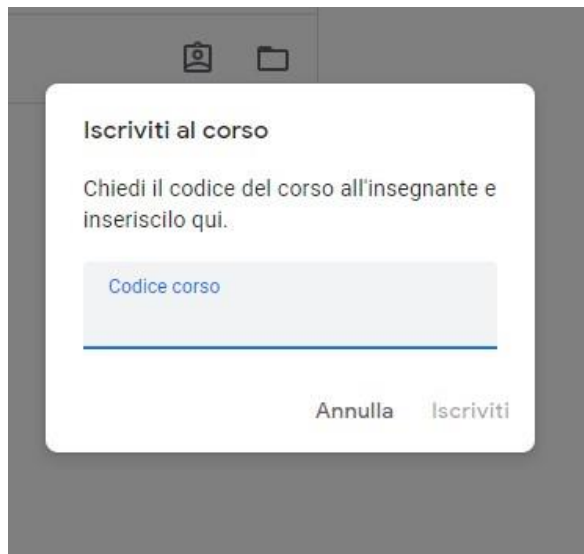 Iscriviti al corso
Chiedi il codice del corso all'insegnante e
inseriscilo qui.
Codice corso
Annulla Iscriviti